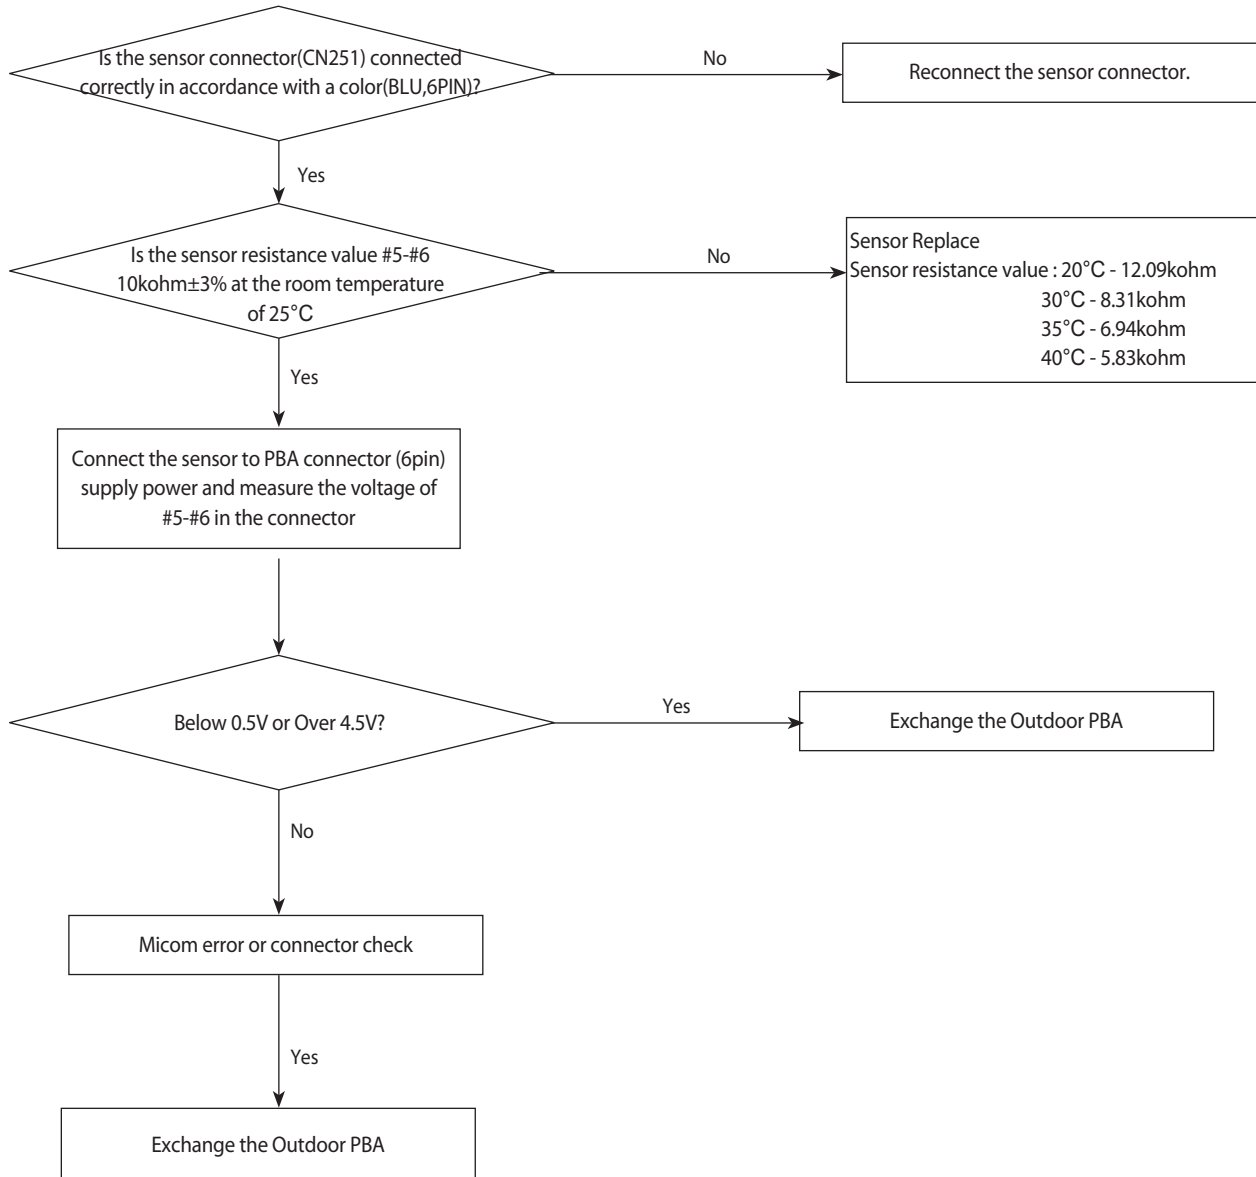 Is the sensor connector(CN251) connected
correctly in accordance with a color(BLU,6PIN)?
No
Reconnect the sensor connector.
Yes
Is the sensor resistance value #5-#6
10kohm±3% at the room temperature
of 25°C
No
Sensor Replace
Sensor resistance value : 20°C - 12.09kohm
30°C - 8.31kohm
35°C - 6.94kohm
40°C - 5.83kohm
Yes
Connect the sensor to PBA connector (6pin)
supply power and measure the voltage of
#5-#6 in the connector
Below 0.5V or Over 4.5V?
Yes
Exchange the Outdoor PBA
No
Micom error or connector check
Yes
Exchange the Outdoor PBA